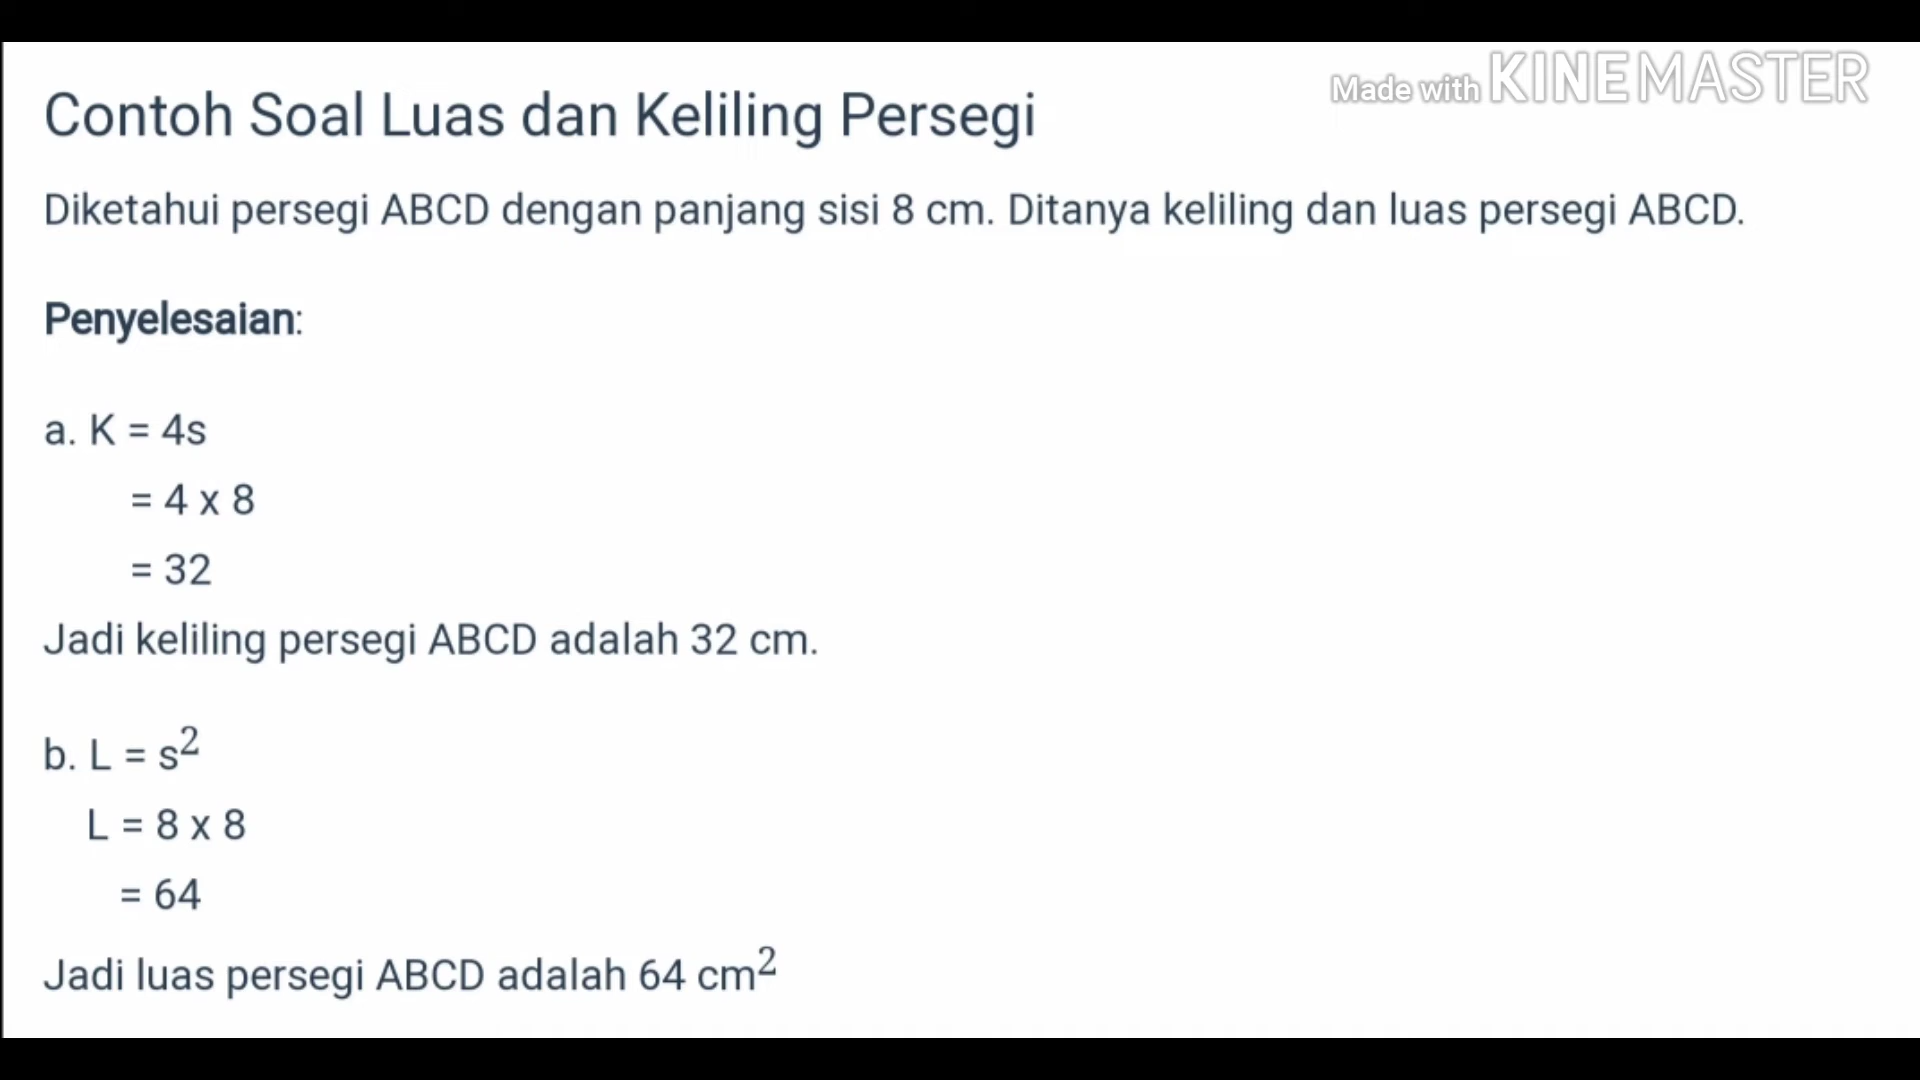 Made with KINEMASTER
Contoh Soal Luas dan Keliling Persegi
Diketahui persegi ABCD dengan panjang sisi 8 cm. Ditanya keliling dan luas persegi ABCD.
Penyelesaian:
a. K = 4s
= 4 x 8
= 32
Jadi keliling persegi ABCD adalah 32 cm.
b. L = s²
L = 8 x 8
= 64
Jadi luas persegi ABCD adalah 64 cm²